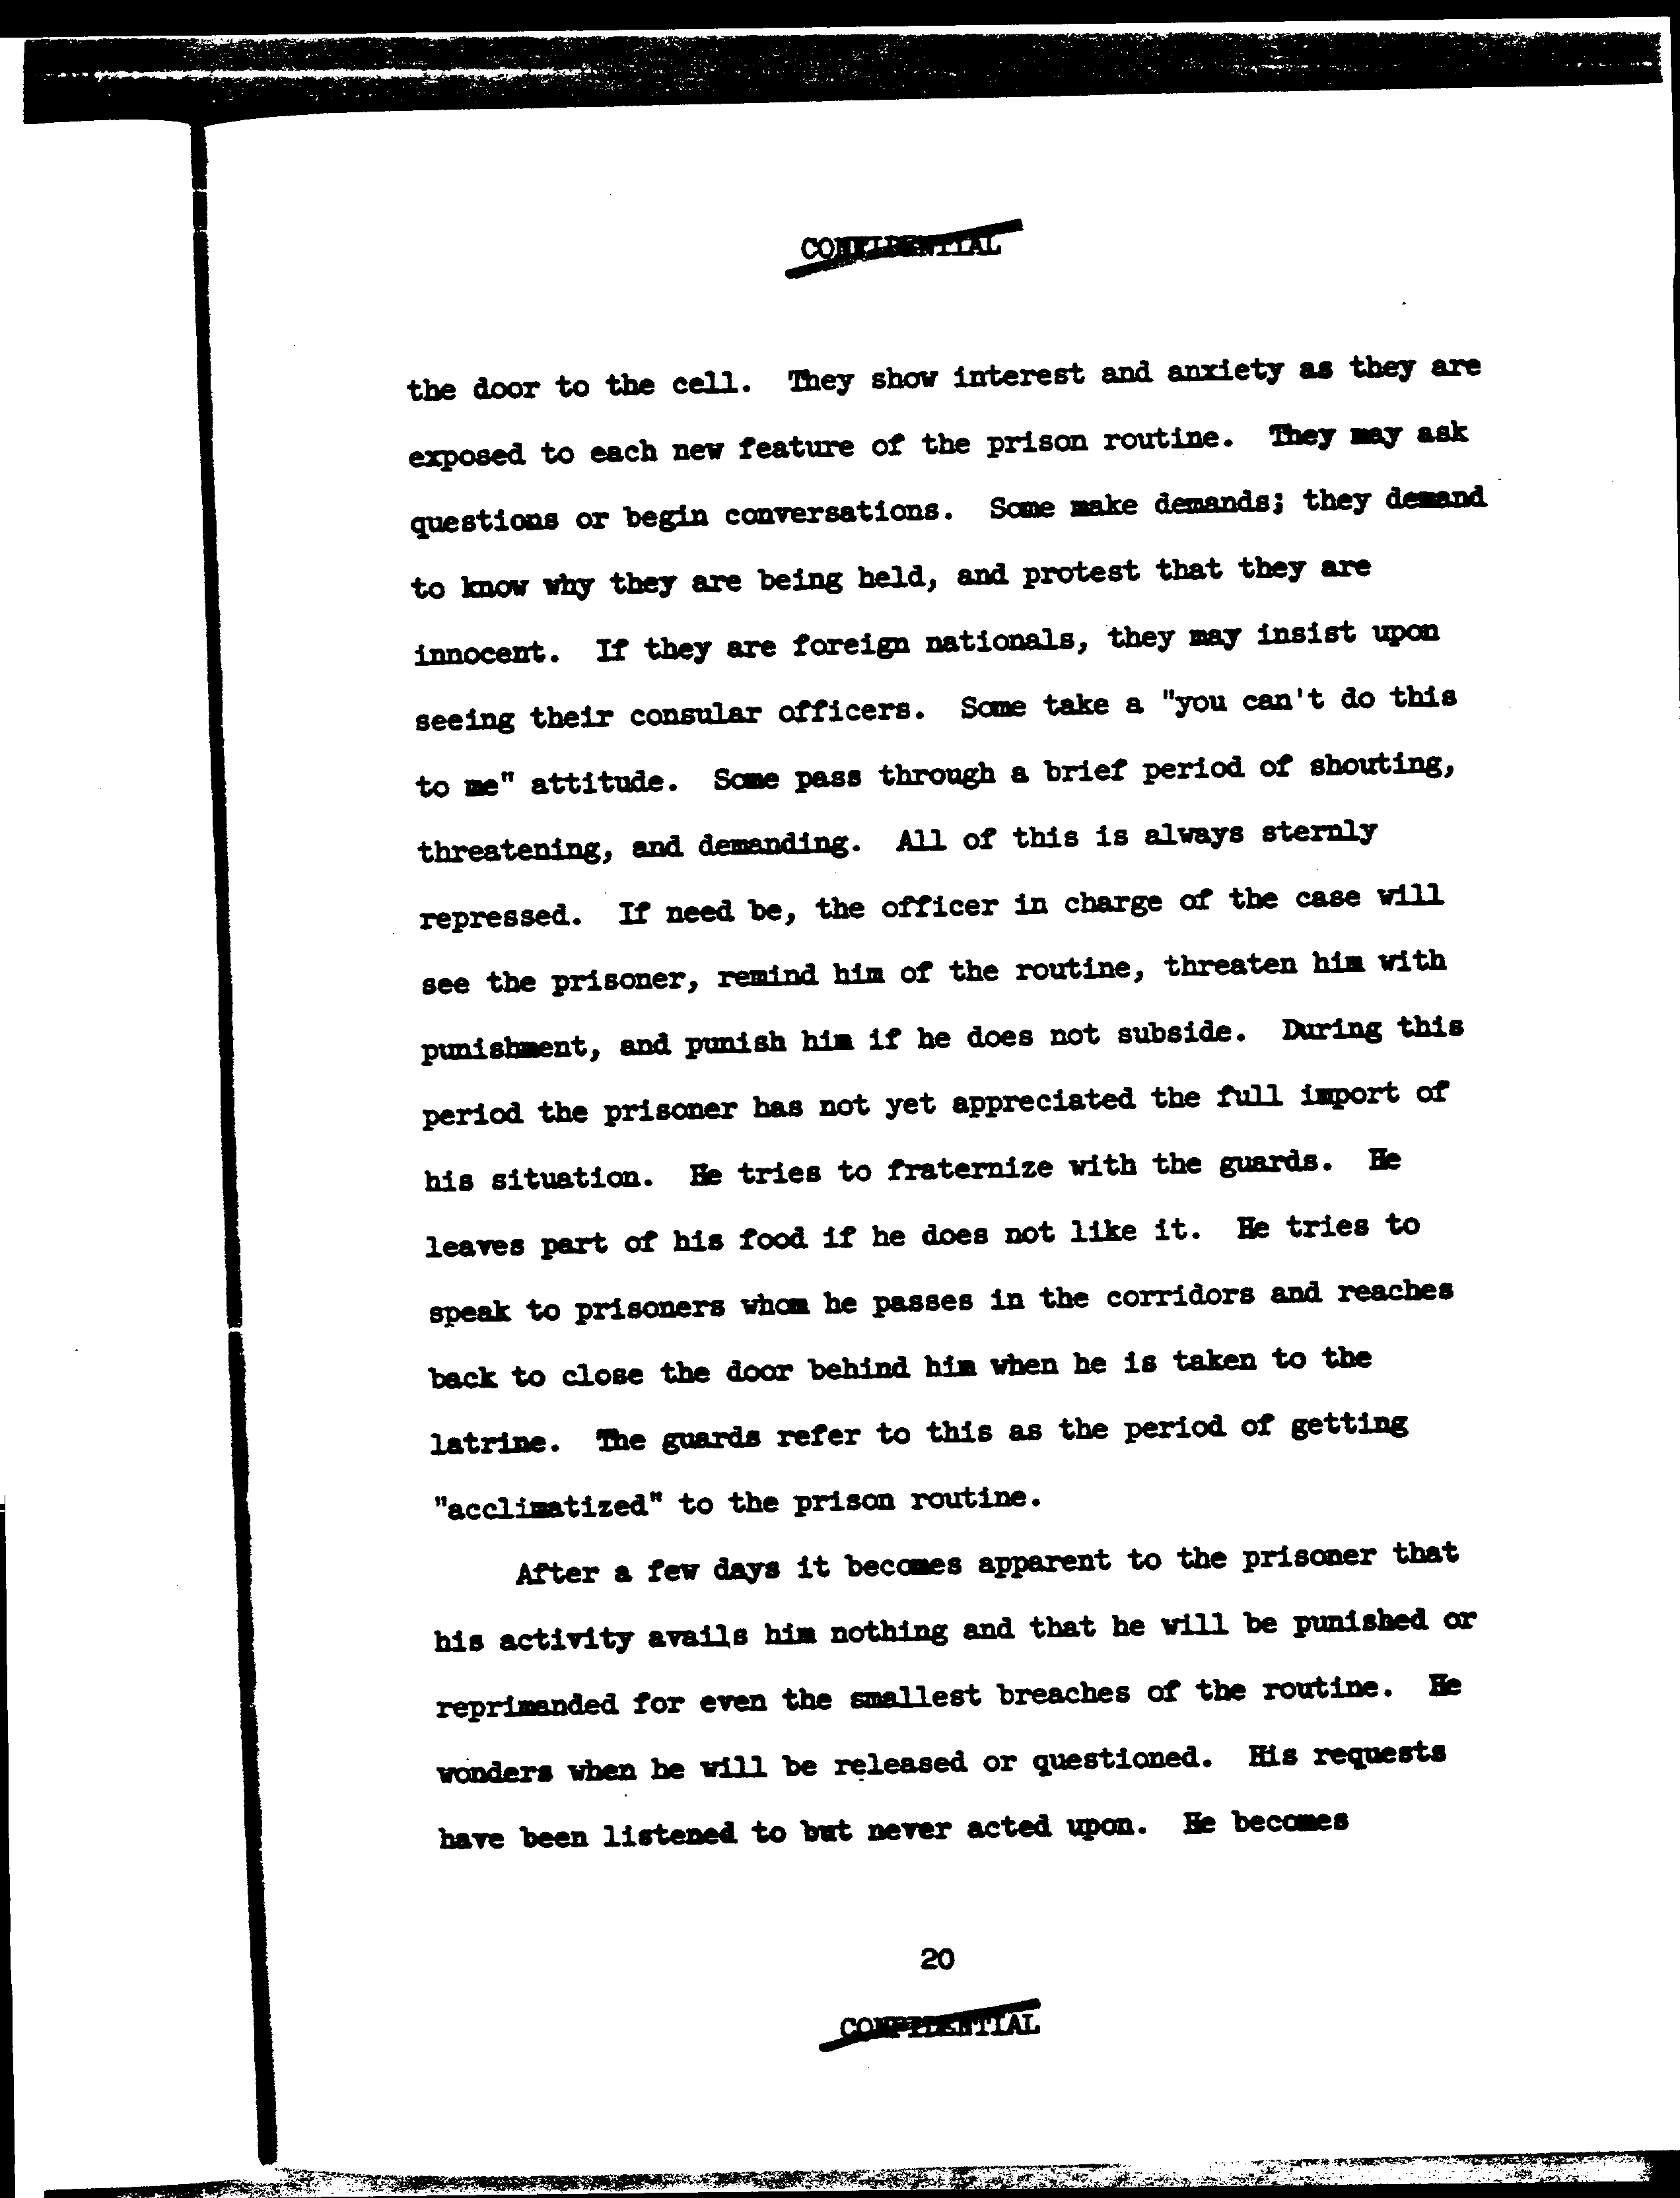 CONFIDENTIAL
the door to the cell. They show interest and anxiety as they are
exposed to each new feature of the prison routine. They may ask
questions or begin conversations. Some make demands; they demand
to know why they are being held, and protest that they are
innocent. If they are foreign nationals, they may insist upon
seeing their consular officers. Some take a "you can't do this
to me" attitude. Some pass through a brief period of shouting,
threatening, and demanding. All of this is always sternly
repressed. If need be, the officer in charge of the case will
see the prisoner, remind him of the routine, threaten him with
punishment, and punish him if he does not subside. During this
period the prisoner has not yet appreciated the full import of
his situation. He tries to fraternize with the guards. He
leaves part of his food if he does not like it. He tries to
speak to prisoners whom he passes in the corridors and reaches
back to close the door behind him when he is taken to the
latrine. The guards refer to this as the period of getting
"acclimatized" to the prison routine.
After a few days it becomes apparent to the prisoner that
his activity avails him nothing and that he will be punished or
reprimanded for even the smallest breaches of the routine. He
wonders when he will be released or questioned. His requests
have been listened to but never acted upon. He becomes
20
CONFIDENTIAL